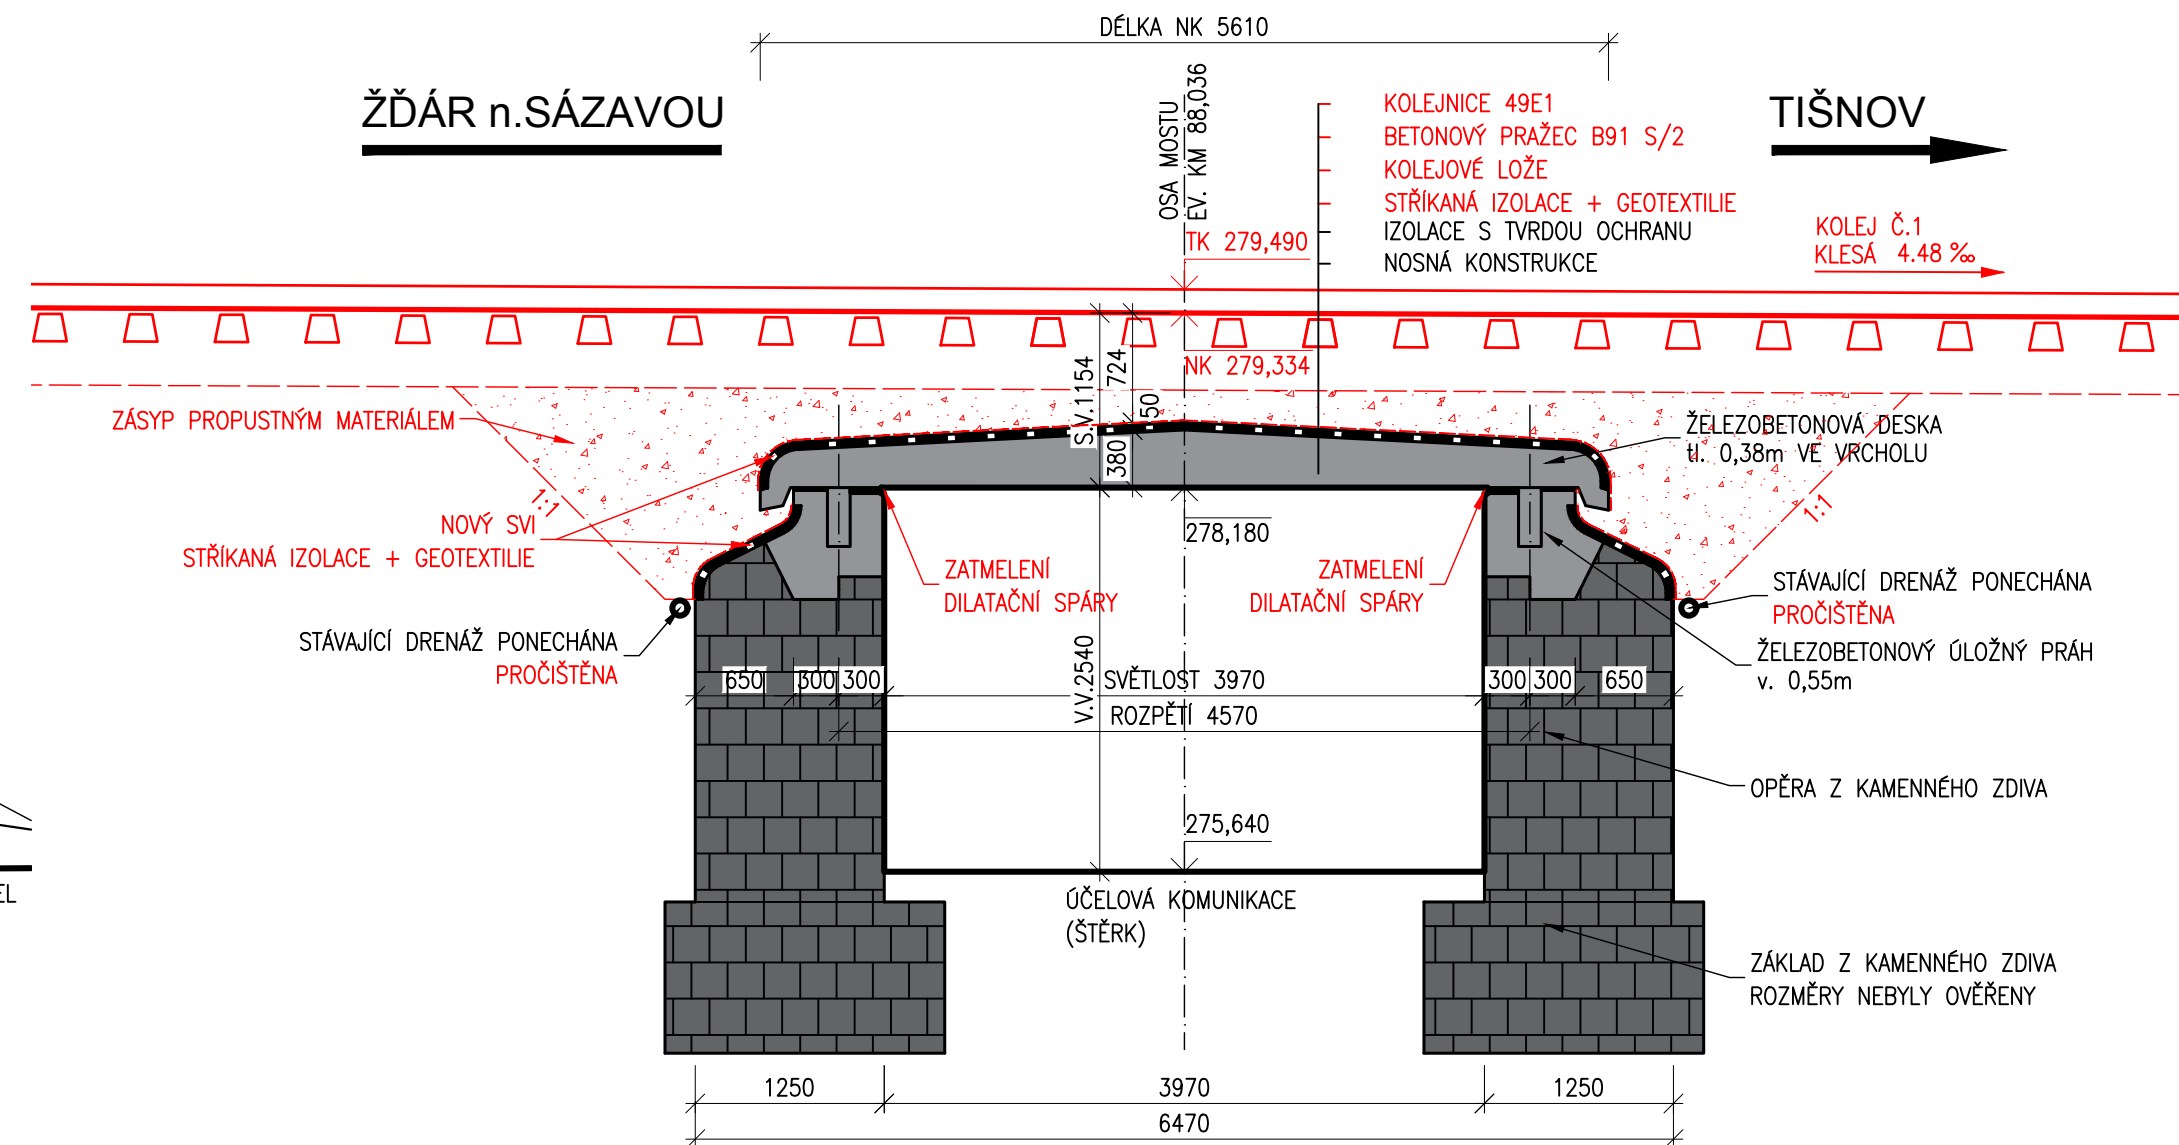 DÉLKA NK 5610
ŽĎÁR n.SÁZAVOU
OSA MOSTU
EV. KM 88,036
KOLEJNICE 49E1
BETONOVÝ PRAŽEC B91 S/2
KOLEJOVÉ LOŽE
STŘÍKANÁ IZOLACE + GEOTEXTILIE
IZOLACE S TVRDOU OCHRANU
NOSNÁ KONSTRUKCE
TIŠNOV
KOLEJ Č.1
KLESÁ 4.48 ‰
TK 279,490
NK 279,334
S.V.1154
724
50
380
ZÁSYP PROPUSTNÝM MATERIÁLEM
1:1
NOVÝ SVI
STŘÍKANÁ IZOLACE + GEOTEXTILIE
ŽELEZOBETONOVÁ DESKA
tl. 0,38m VE VRCHOLU
1:1
278,180
ZATMELENÍ
DILATAČNÍ SPÁRY
ZATMELENÍ
DILATAČNÍ SPÁRY
STÁVAJÍCÍ DRENÁŽ PONECHÁNA
PROČIŠTĚNA
STÁVAJÍCÍ DRENÁŽ PONECHÁNA
PROČIŠTĚNA
ŽELEZOBETONOVÝ ÚLOŽNÝ PRÁH
v. 0,55m
650
300
300
V.V.2540
SVĚTLOST 3970
300
300
650
ROZPĚTÍ 4570
OPĚRA Z KAMENNÉHO ZDIVA
275,640
EL
ÚČELOVÁ KOMUNIKACE
(ŠTĚRK)
ZÁKLAD Z KAMENNÉHO ZDIVA
ROZMĚRY NEBYLY OVĚŘENY
1250
3970
1250
6470